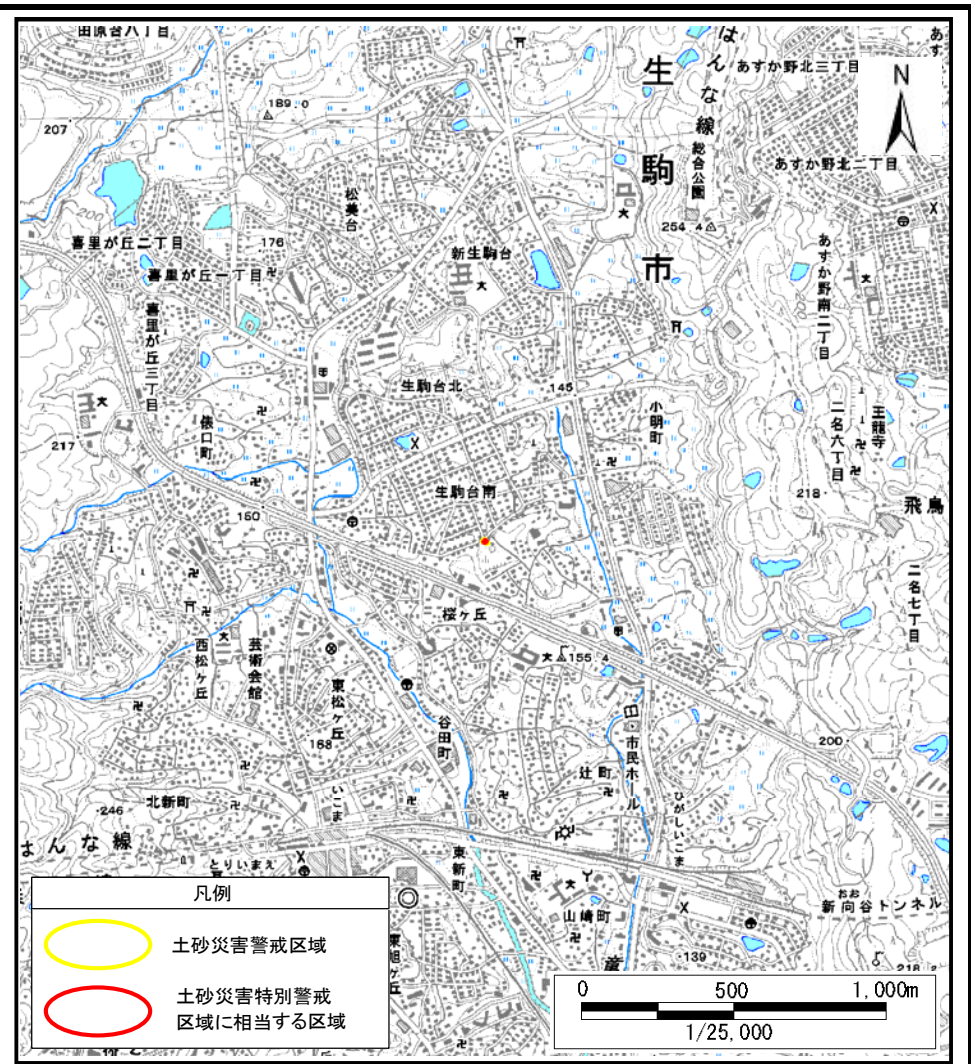 田原台八丁目
あす
生駒市
はんな線
あすか野北三丁目
N
189.0
207
総合公園
あすか野北二丁目
松美台
200
176
254.4
喜里が丘二丁目
新生駒台
喜里が丘一丁目
あすか野南二丁目
喜里が丘三丁目
生駒台北
145
小明町
俵口町
217
二名六丁目
王龍寺
生駒台南
218
飛鳥
160
二名七丁目
桜ヶ丘
155.4
西松ヶ丘
芸術会館
東松ヶ丘
谷田町
市民ホール
200
168
辻町
いこま
ひがしいこま
北新町
246
はんな線
とりいまえ
東新町
おお
新向谷トンネル
山崎町
東旭ヶ丘
139
218
凡例
土砂災害警戒区域
土砂災害特別警戒
区域に相当する区域
0 500 1,000m
1/25,000